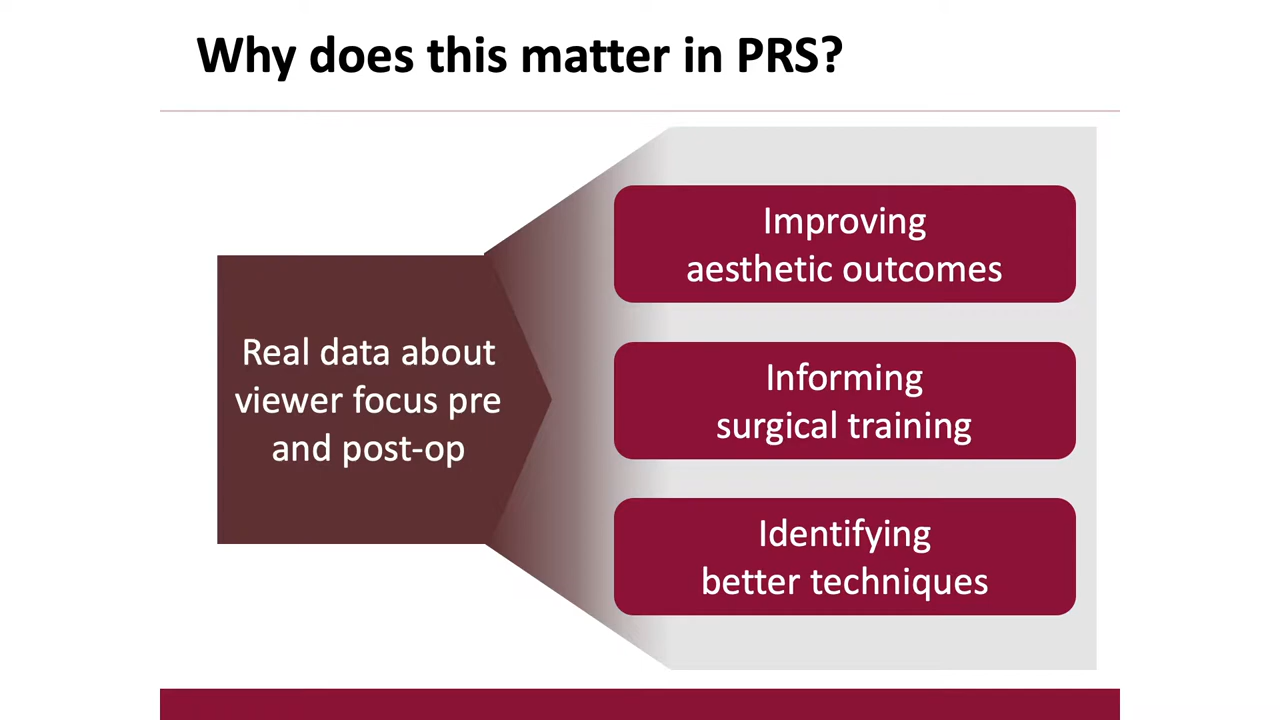 Why does this matter in PRS?
Real data about
viewer focus pre
and post-op
Improving
aesthetic outcomes
Informing
surgical training
Identifying
better techniques